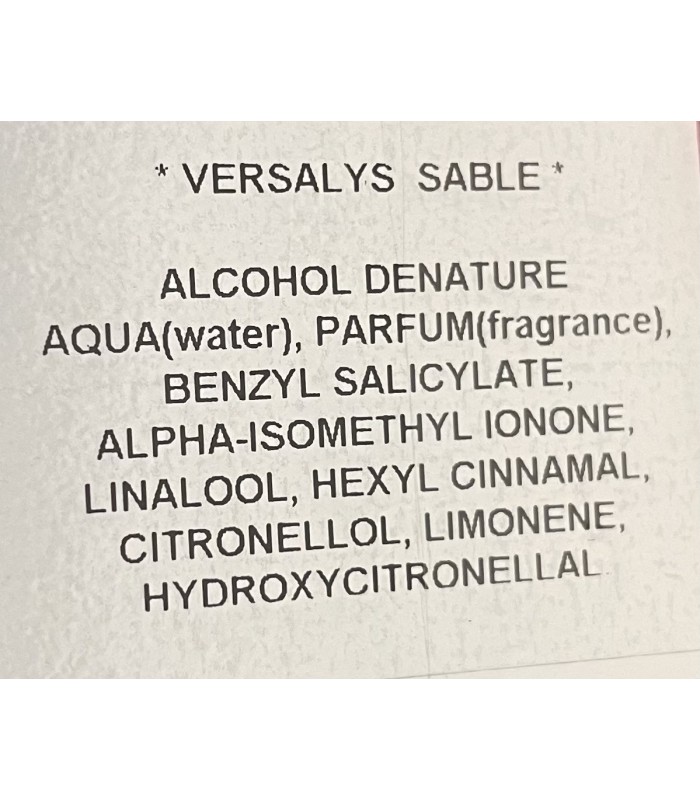 * VERSALYS SABLE *
ALCOHOL DENATURE
AQUA(water), PARFUM(fragrance),
BENZYL SALICYLATE,
ALPHA-ISOMETHYL IONONE,
LINALOOL, HEXYL CINNAMAL,
CITRONELLOL, LIMONENE,
HYDROXYCITRONELLAL